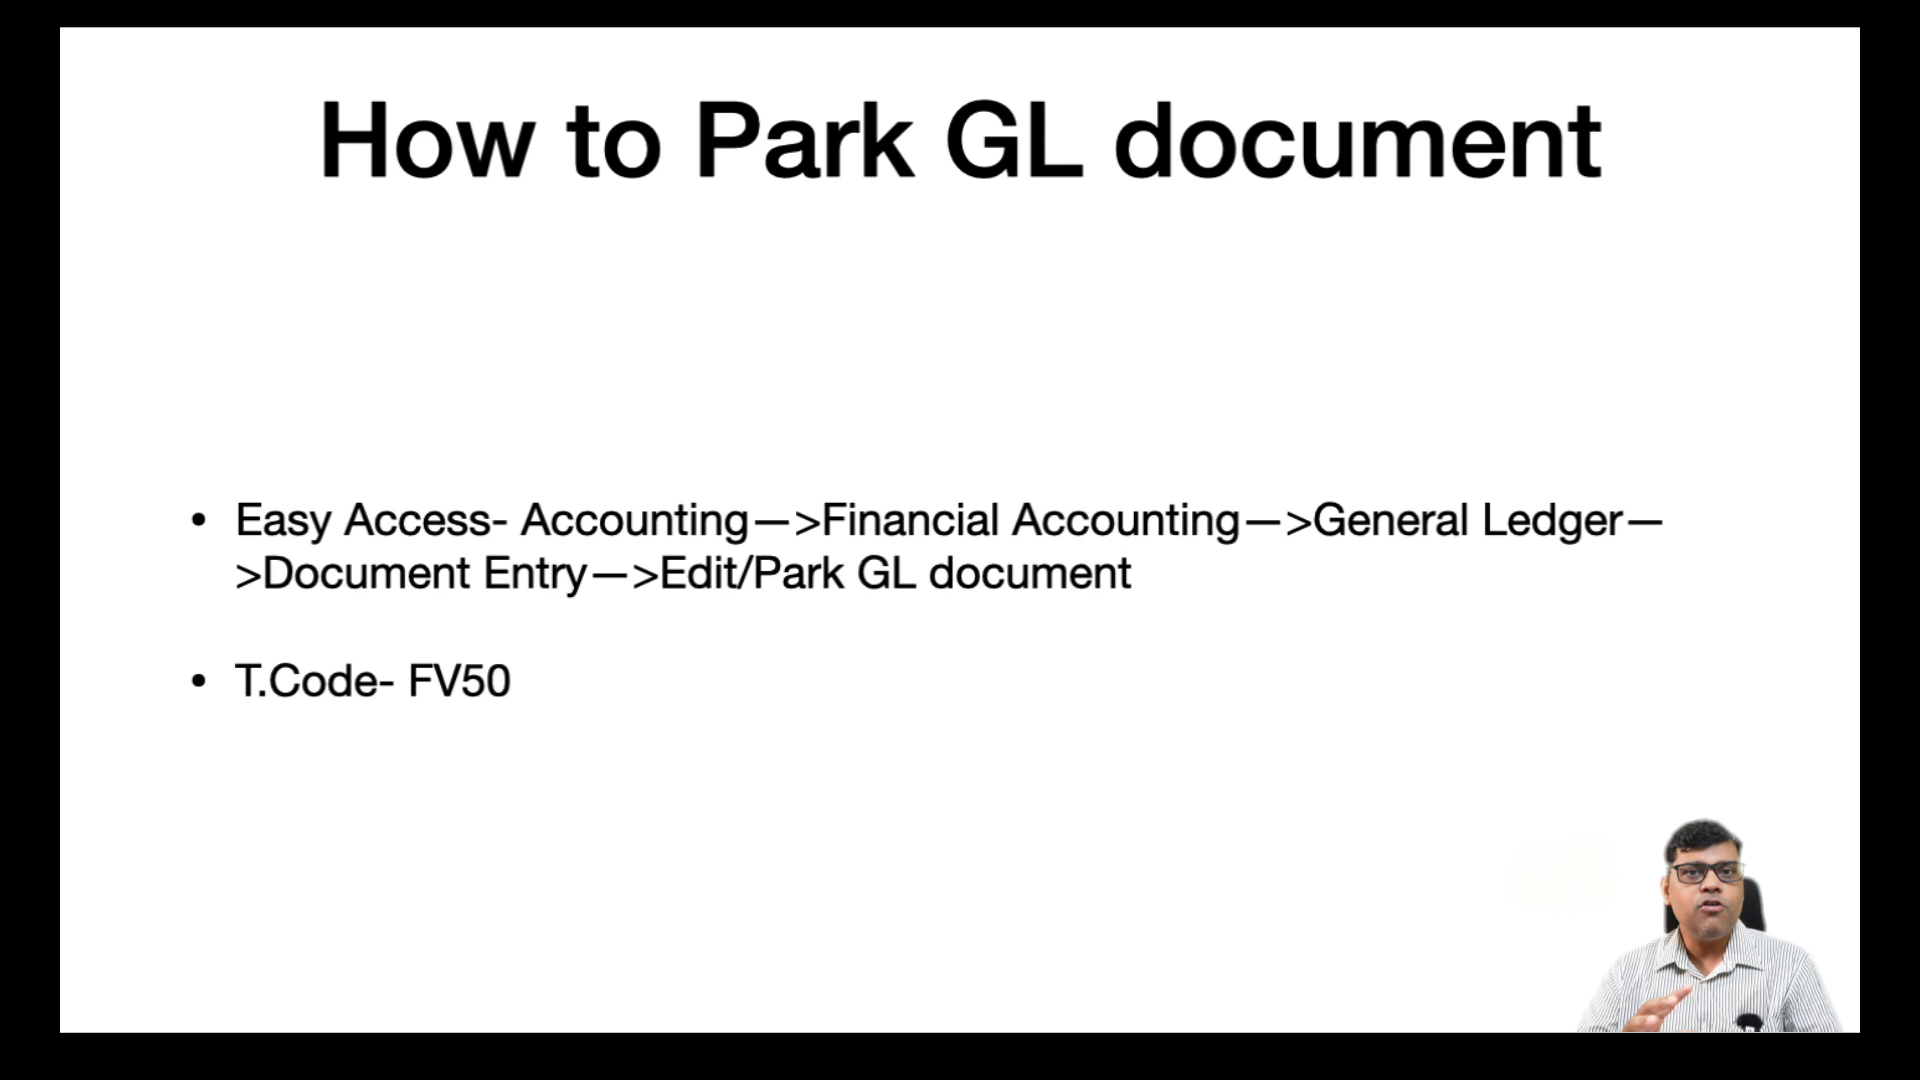 How to Park GL document
• Easy Access- Accounting—>Financial Accounting—>General Ledger—
>Document Entry—>Edit/Park GL document
• T.Code- FV50